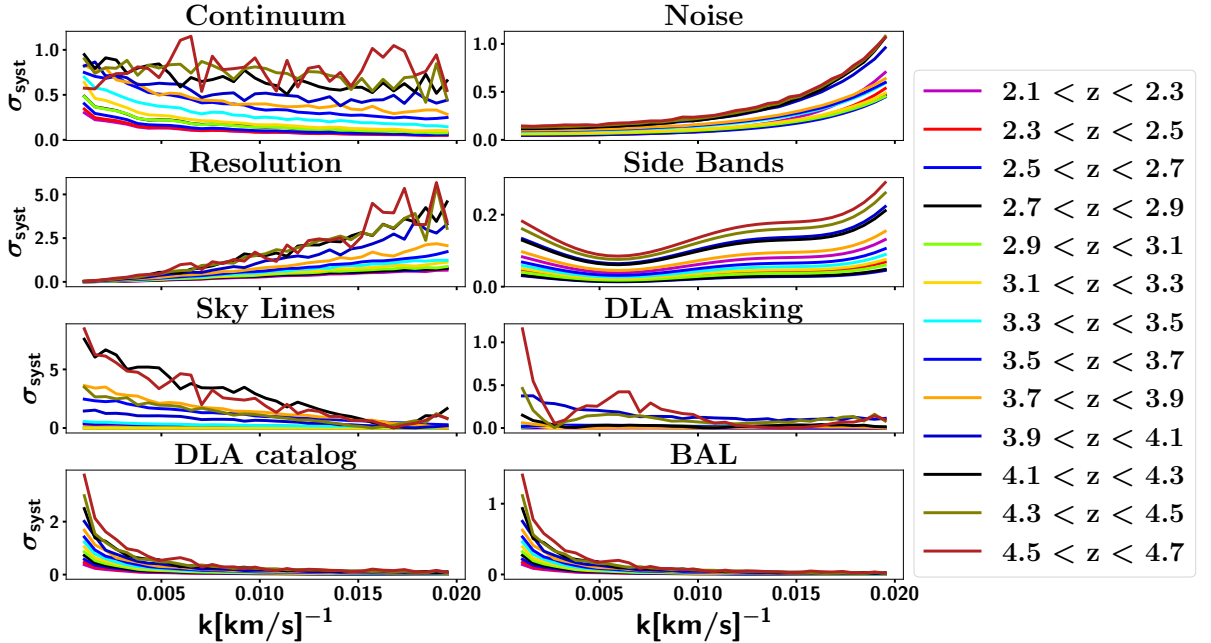 Continuum
Noise
σsyst
1.0
0.5
0.0
1.0
0.5
0.0
Resolution
Side Bands
σsyst
5.0
2.5
0.0
0.2
0.0
Sky Lines
DLA masking
σsyst
5
0
1.0
0.5
0.0
DLA catalog
BAL
σsyst
2
0
1
0
0.005 0.010 0.015 0.020
0.005 0.010 0.015 0.020
k[km/s]⁻¹
k[km/s]⁻¹
2.1 < z < 2.3
2.3 < z < 2.5
2.5 < z < 2.7
2.7 < z < 2.9
2.9 < z < 3.1
3.1 < z < 3.3
3.3 < z < 3.5
3.5 < z < 3.7
3.7 < z < 3.9
3.9 < z < 4.1
4.1 < z < 4.3
4.3 < z < 4.5
4.5 < z < 4.7